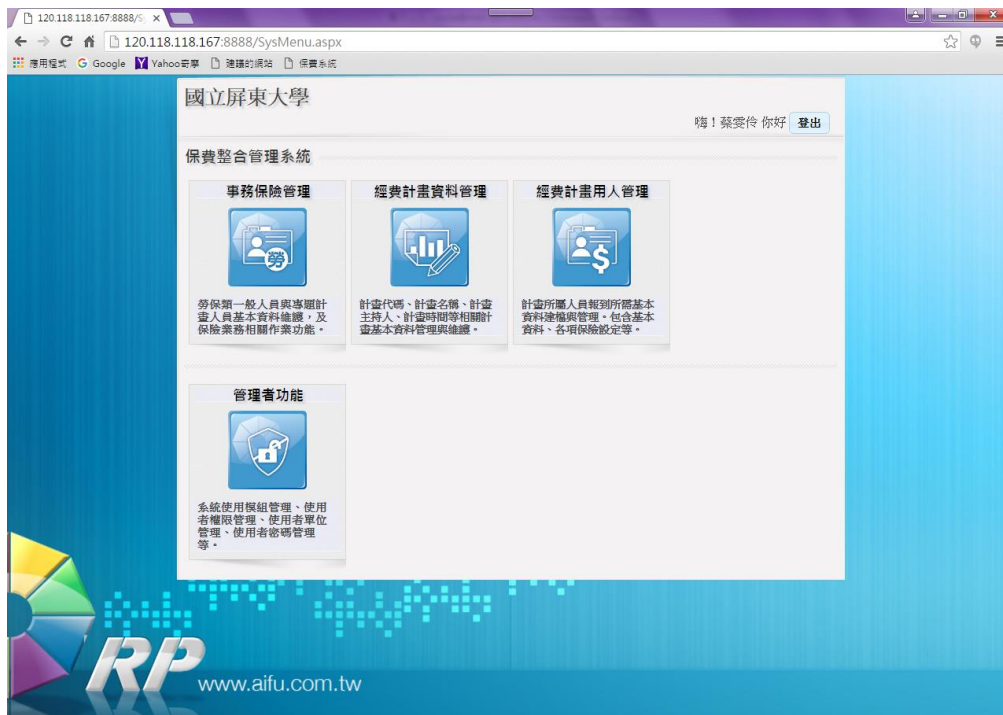 120.118.118.167:8888/S
120.118.118.167:8888/SysMenu.aspx
應用程式 Google Yahoo奇摩 建議的網站 保費系統
國立屏東大學
嗨！蔡雯伶 你好 登出
保費整合管理系統
事務保險管理 經費計畫資料管理 經費計畫用人管理
勞
$
勞保類一般人員與專題計 計畫代碼、計畫名稱、計畫 計畫所屬人員報到所需基本
畫人員基本資料維護，及 主持人、計畫時間等相關計 資料建檔與管理。包含基本
保險業務相關作業功能。 畫基本資料管理與維護。 資料、各項保險設定等。
管理者功能
系統使用模組管理、使用
者權限管理、使用者單位
管理、使用者密碼管理
等。
RP
www.aifu.com.tw